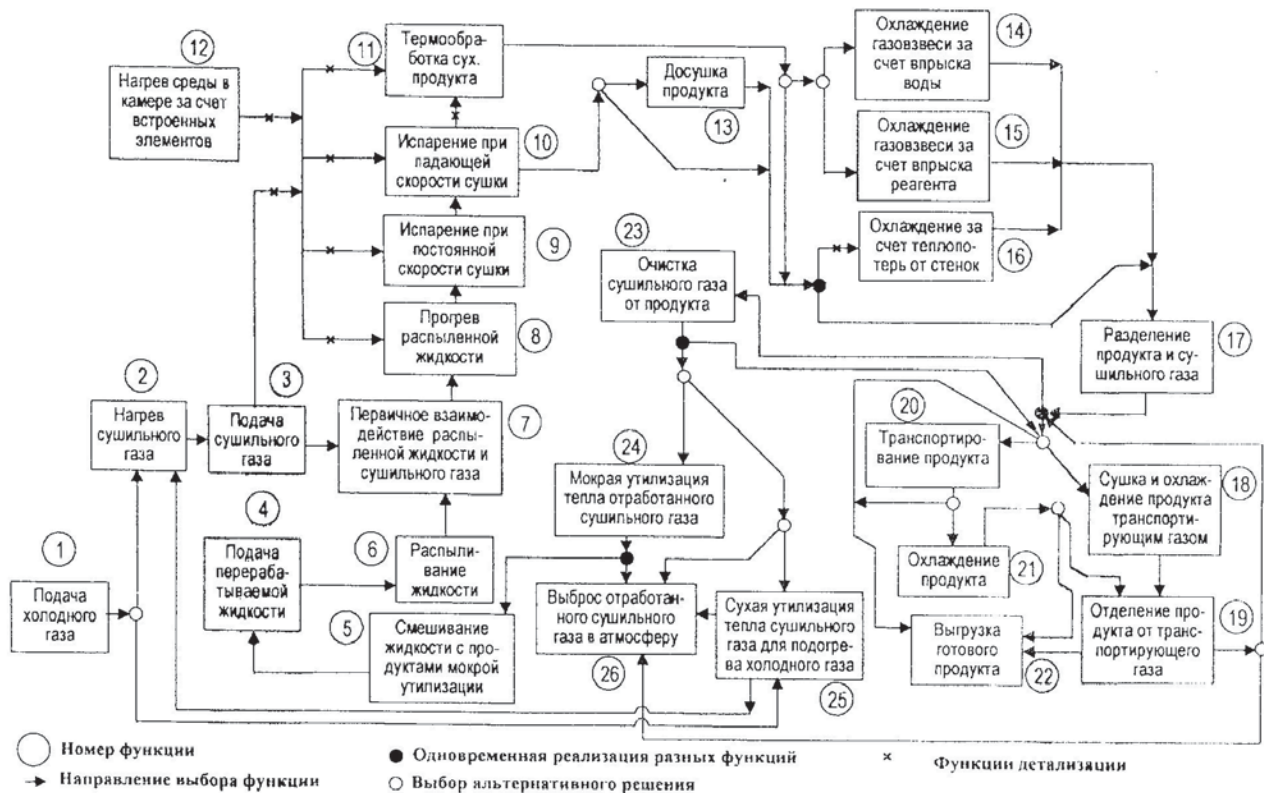 12
Нагрев среды в
камере за счет
встроенных
элементов
11
Термообра-
ботка сух.
продукта
10
Испарение при
падающей
скорости сушки
9
Испарение при
постоянной
скорости сушки
8
Прогрев
распыленной
жидкости
13
Досушка
продукта
14
Охлаждение
газовзвеси за
счет впрыска
воды
15
Охлаждение
газовзвеси за
счет впрыска
реагента
16
Охлаждение за
счет теплопо-
терь от стенок
23
Очистка
сушильного газа
от продукта
17
Разделение
продукта и су-
шильного газа
2
Нагрев
сушильного
газа
3
Подача
сушильного
газа
7
Первичное взаимо-
действие распы-
ленной жидкости и
сушильного газа
20
Транспортиро-
вание продукта
24
Мокрая утилизация
тепла отработанного
сушильного газа
18
Сушка и охлаж-
дение продукта
транспорти-
рующим газом
1
Подача
холодного
газа
4
Подача
перераба-
тываемой
жидкости
6
Распыли-
вание
жидкости
21
Охлаждение
продукта
5
Смешивание
жидкости с про-
дуктами мокрой
утилизации
26
Выброс отработан-
ного сушильного
газа в атмосферу
25
Сухая утилизация
тепла сушильного
газа для подогре-
ва холодного газа
22
Выгрузка
готового
продукта
19
Отделение про-
дукта от транс-
портирующего
газа
Номер функции
Направление выбора функции
Одновременная реализация разных функций
Выбор альтернативного решения
Функции детализации